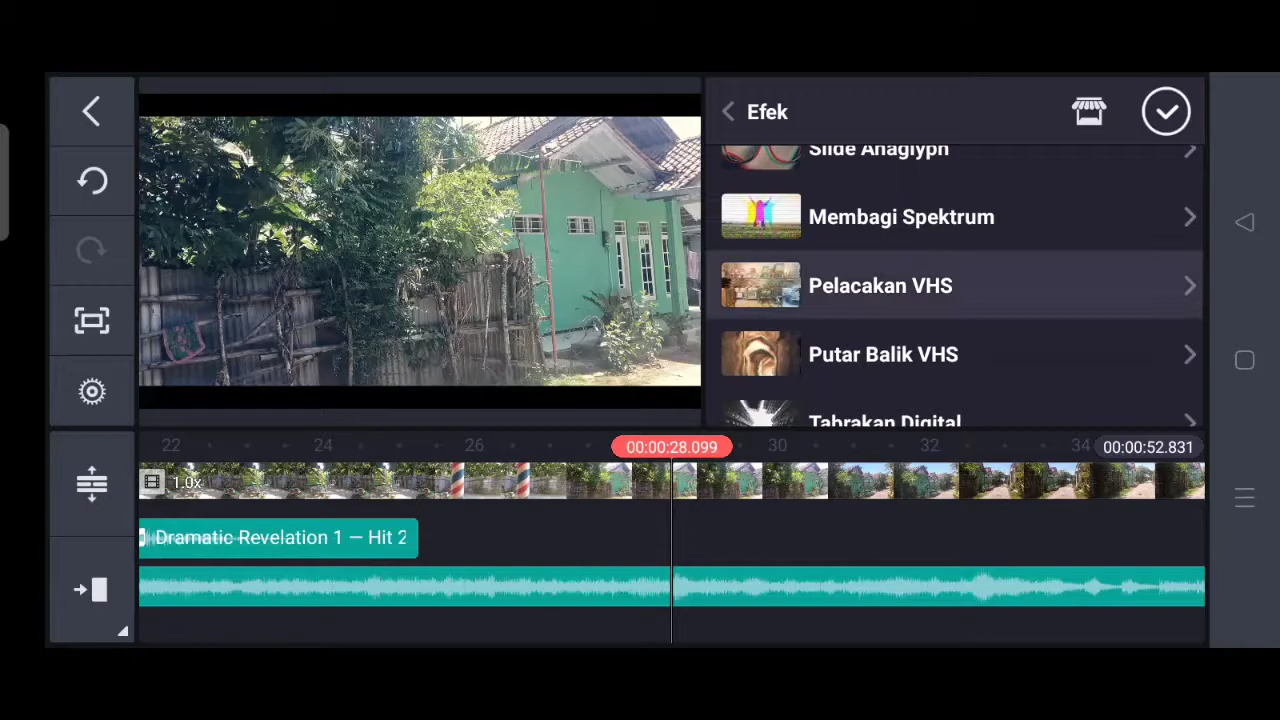 Efek
Slide Anaglyph
Membagi Spektrum
Pelacakan VHS
Putar Balik VHS
Tabrakan Digital
22
24
26
00:00:28.099
30
32
34
00:00:52.831
1.0x
Dramatic Revelation 1 — Hit 2